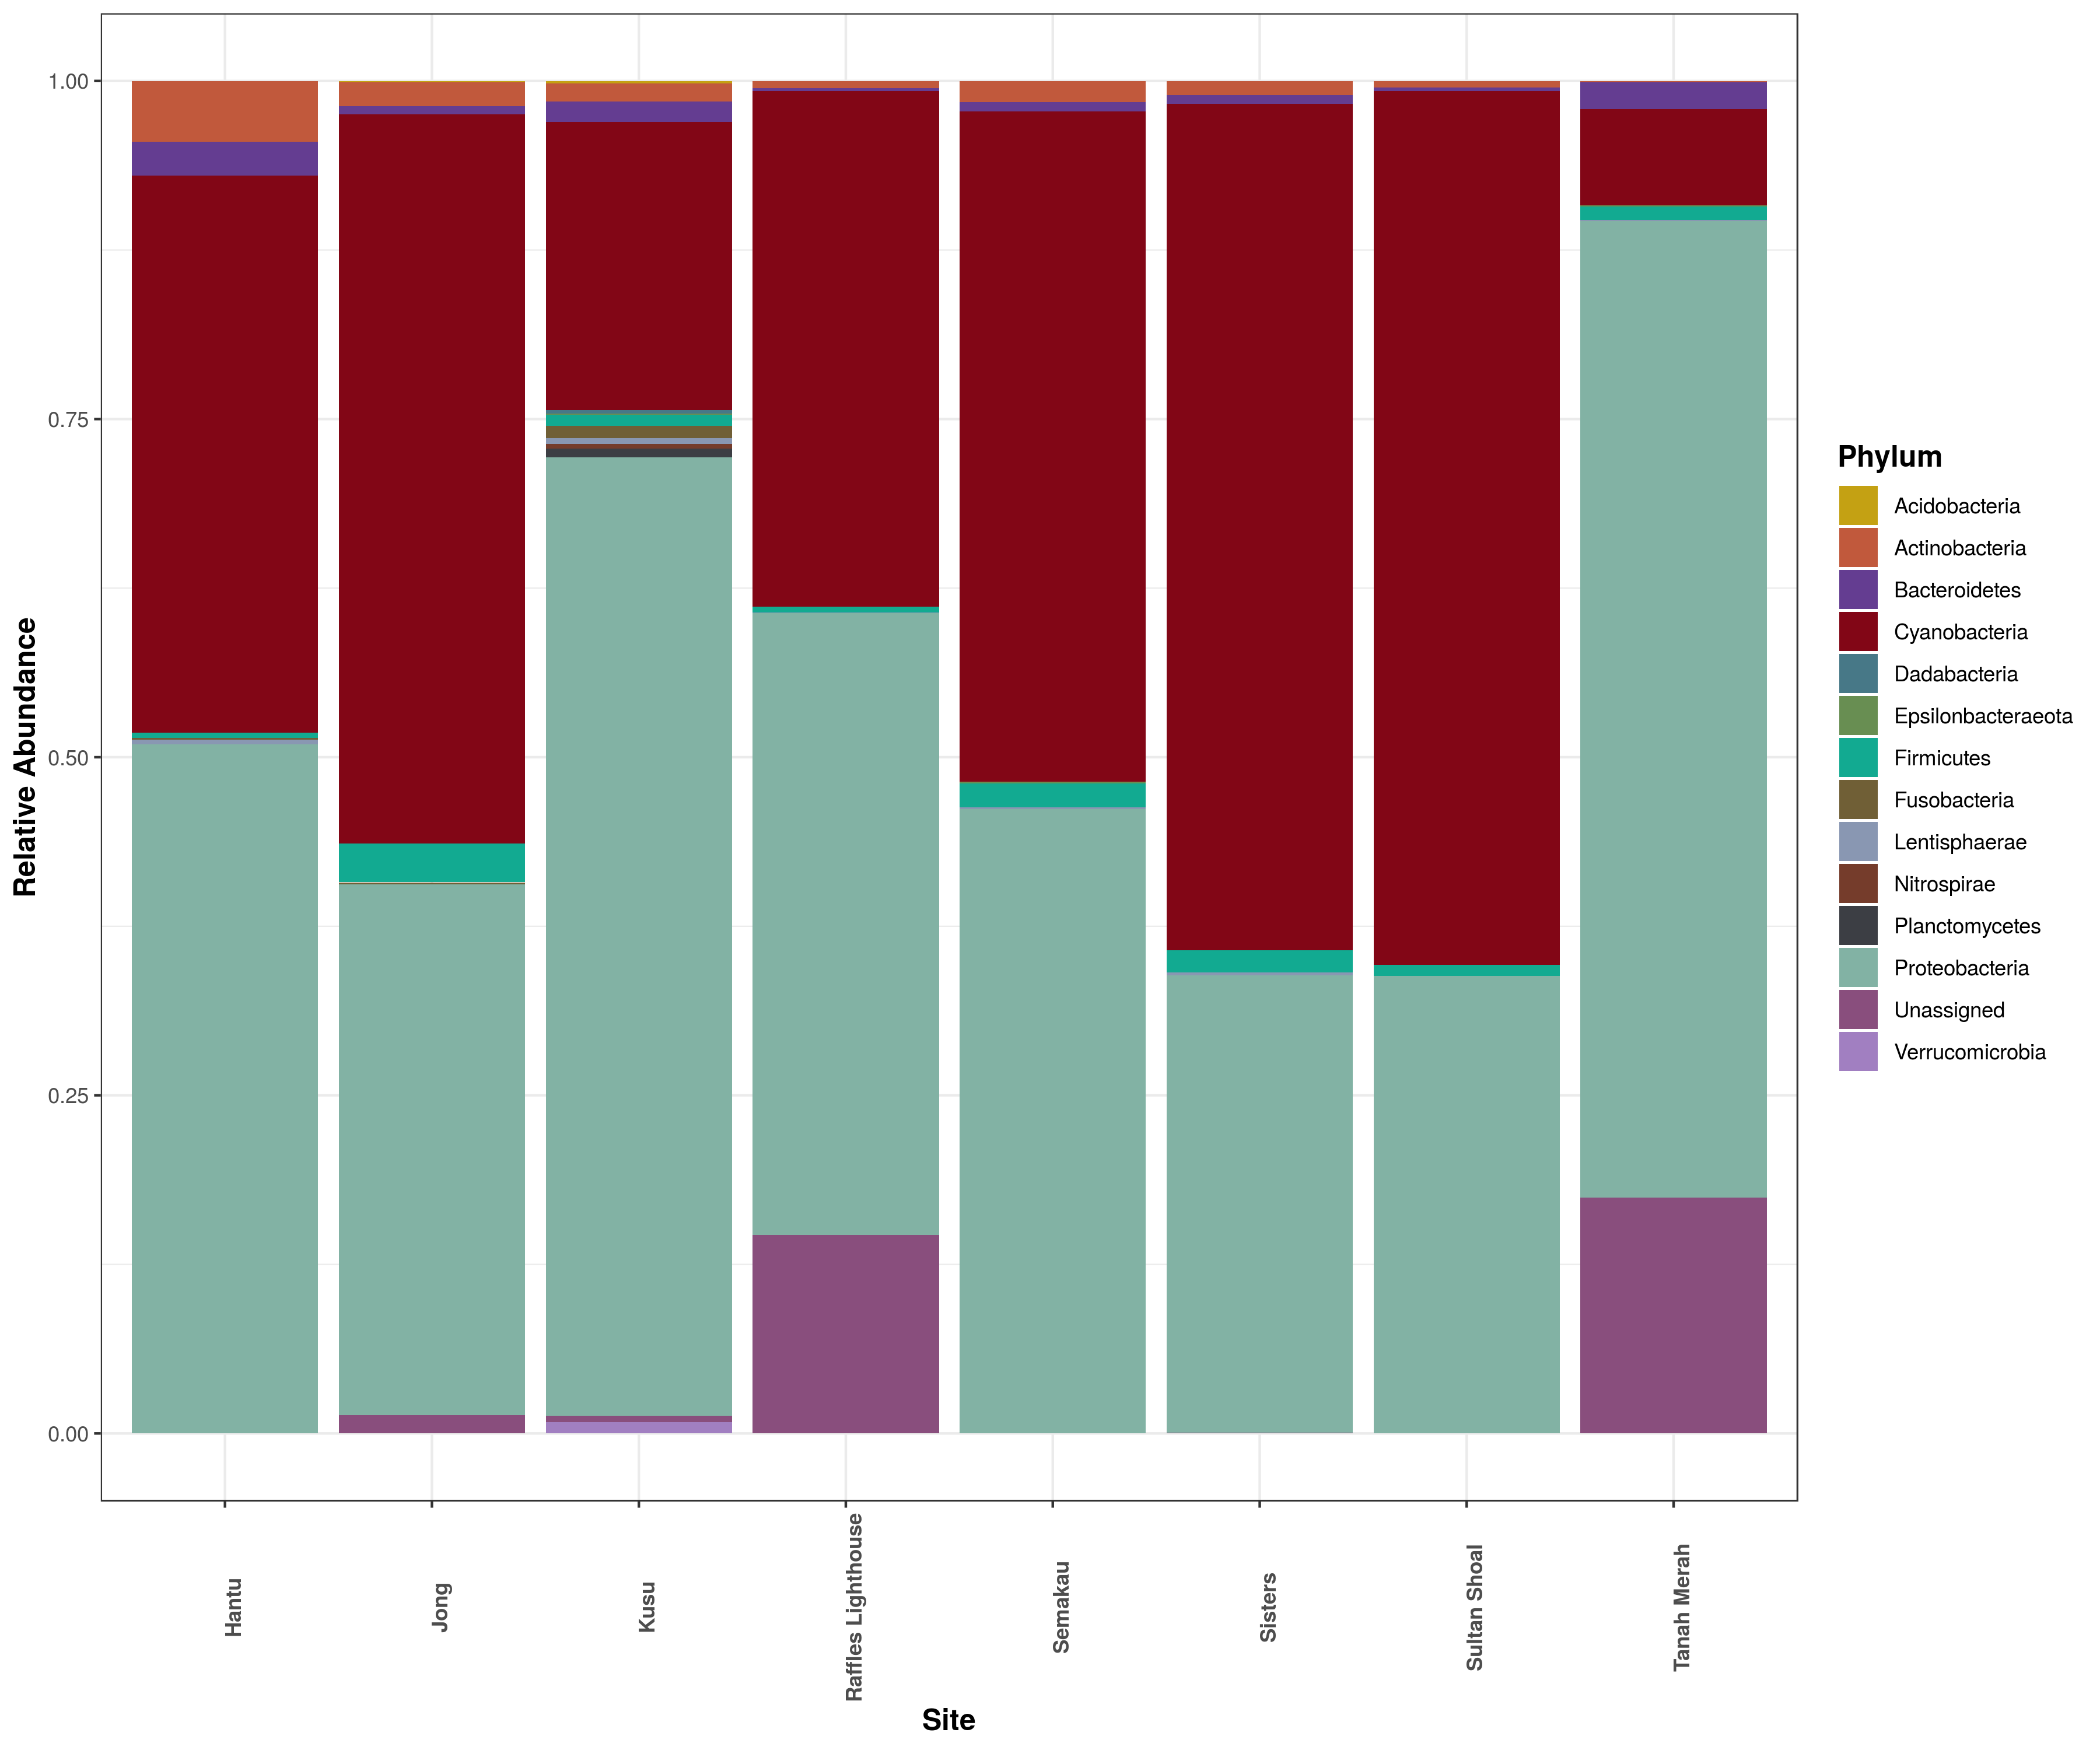 1.00
0.75
0.50
0.25
0.00
Relative Abundance
Hantu
Jong
Kusu
Raffles Lighthouse
Semakau
Sisters
Sultan Shoal
Tanah Merah
Site
Phylum
Acidobacteria
Actinobacteria
Bacteroidetes
Cyanobacteria
Dadabacteria
Epsilonbacteraeota
Firmicutes
Fusobacteria
Lentisphaerae
Nitrospirae
Planctomycetes
Proteobacteria
Unassigned
Verrucomicrobia